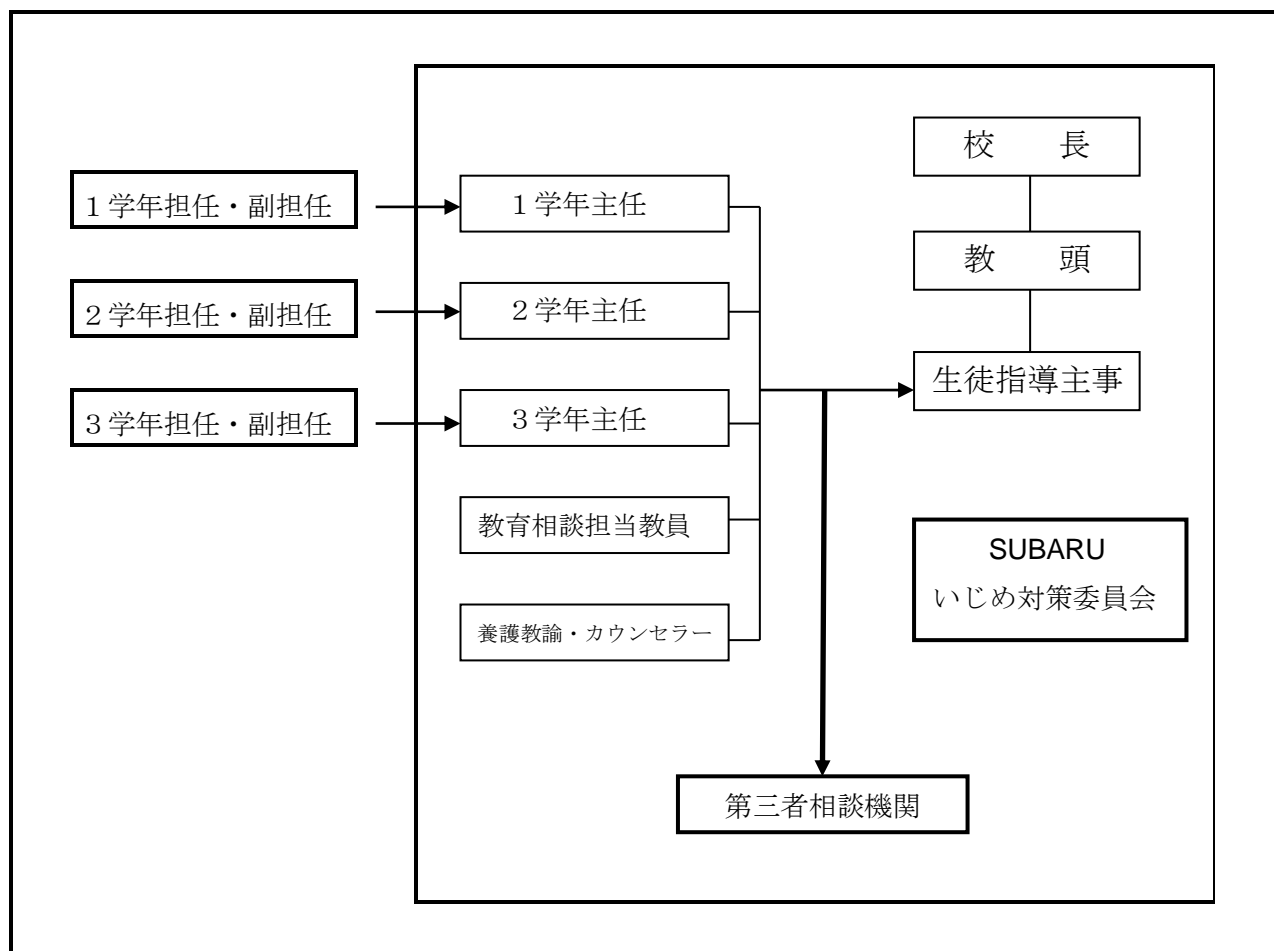 校　　長
１学年担任・副担任
１学年主任
教　　頭
２学年担任・副担任
２学年主任
生徒指導主事
３学年担任・副担任
３学年主任
教育相談担当教員
SUBARU
いじめ対策委員会
養護教諭・カウンセラー
第三者相談機関